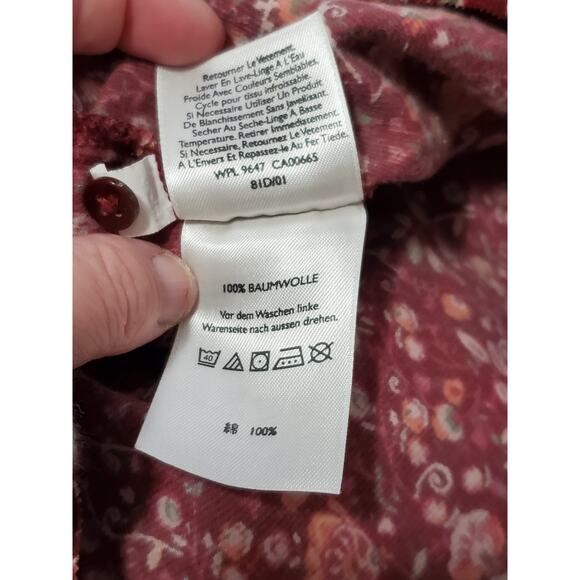 Retourner Le Vetement.
Laver En Lave-Linge A L'Eau
Froide Avec Couleurs Semblables,
Cycle pour tissu infroissable.
Si Necessaire Utiliser Un Produit
De Blanchissement Sans Javellisant.
Secher Au Seche-Linge A Basse
Temperature. Retirer Immediatement.
Si Necessaire, Retournez Le Vetement
A L'Envers Et Repassez-le Au Fer Tiede.
WPL 9647 CA00665
81D/01
100% BAUMWOLLE
Vor dem Waschen linke
Warenseite nach aussen drehen.
40
綿 100%